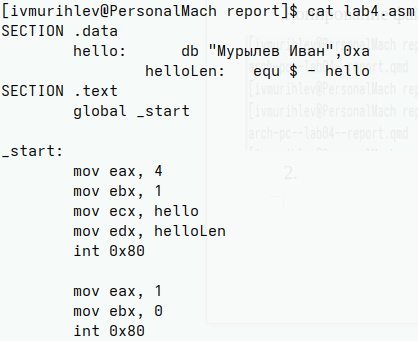 [ivmurihlev@PersonalMach report]$ cat lab4.asm
SECTION .data
hello: db "Мурылев Иван",0xa
helloLen: equ $ - hello
SECTION .text
global _start
_start:
mov eax, 4
mov ebx, 1
mov ecx, hello
mov edx, helloLen
int 0x80
mov eax, 1
mov ebx, 0
int 0x80
2.